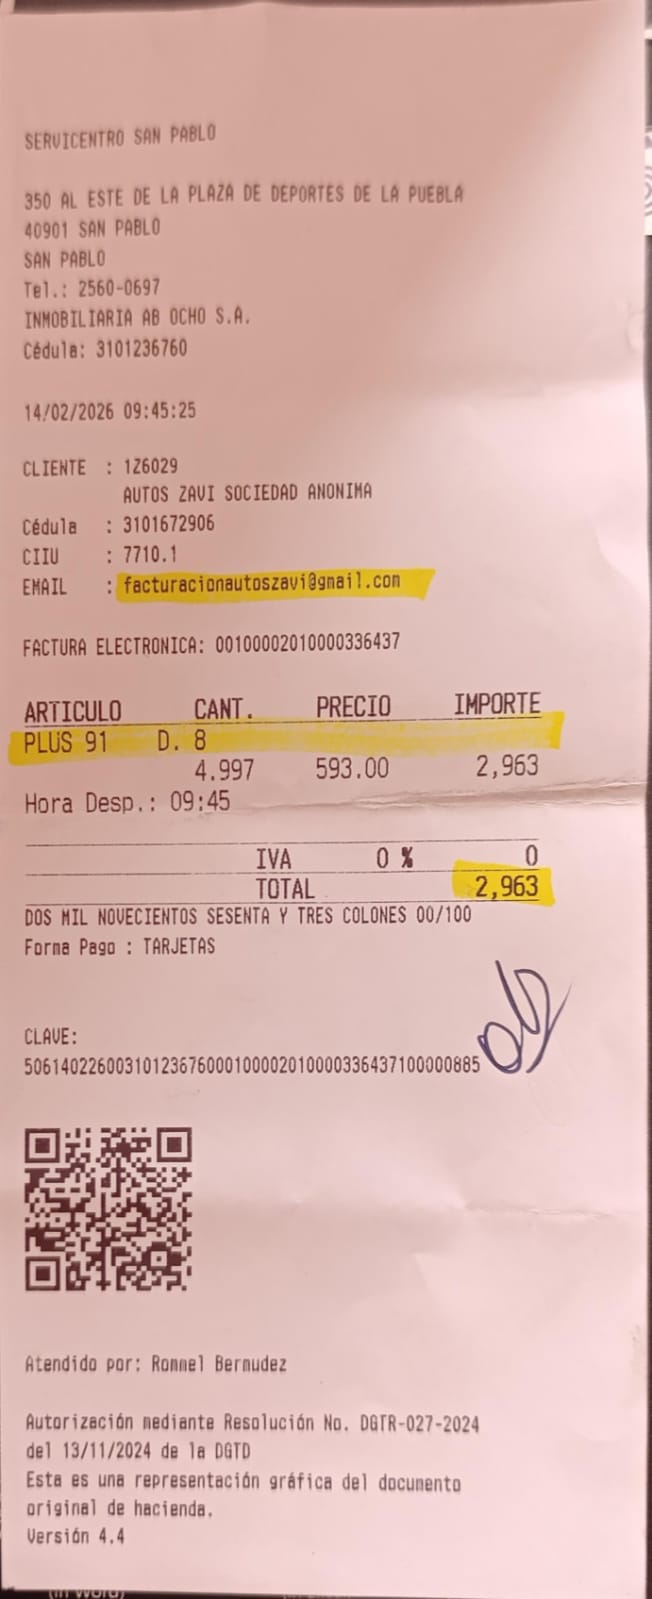 SERVICENTRO SAN PABLO
350 AL ESTE DE LA PLAZA DE DEPORTES DE LA PUEBLA
40901 SAN PABLO
SAN PABLO
Tel.: 2560-0697
INMOBILIARIA AB OCHO S.A.
Cédula: 3101236760
14/02/2026 09:45:25
CLIENTE : 1Z6029
AUTOS ZAVI SOCIEDAD ANONIMA
Cédula : 3101672906
CIIU : 7710.1
EMAIL : facturacionautoszavi@gmail.com
FACTURA ELECTRONICA: 00100002010000336437
ARTICULO CANT. PRECIO IMPORTE
PLUS 91 D. 8
4.997 593.00 2,963
Hora Desp.: 09:45
IVA 0 % 0
TOTAL 2,963
DOS MIL NOVECIENTOS SESENTA Y TRES COLONES 00/100
Forma Pago : TARJETAS
CLAVE:
50614022600310123676000100002010000336437100000885
Atendido por: Rommel Bermudez
Autorización mediante Resolución No. DGTR-027-2024
del 13/11/2024 de la DGTD
Esta es una representación gráfica del documento
original de hacienda.
Versión 4.4